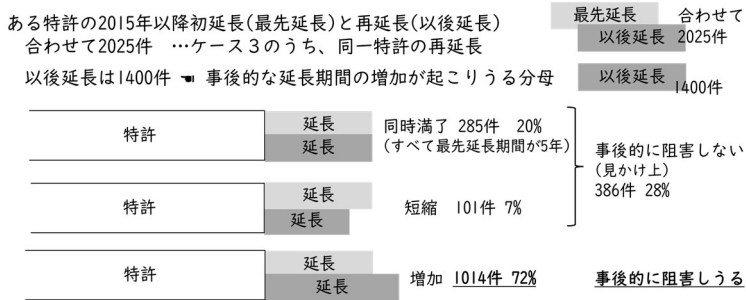 ある特許の2015年以降初延長(最先延長)と再延長(以後延長)
合わせて2025件 …ケース3のうち、同一特許の再延長
最先延長
以後延長
合わせて
2025件
以後延長は1400件 ☚ 事後的な延長期間の増加が起こりうる分母
以後延長
1400件
特許
延長
延長
同時満了 285件 20%
(すべて最先延長期間が5年)
特許
延長
延長
短縮 101件 7%
事後的に阻害しない
(見かけ上)
386件 28%
特許
延長
延長
増加 1014件 72%
事後的に阻害しうる